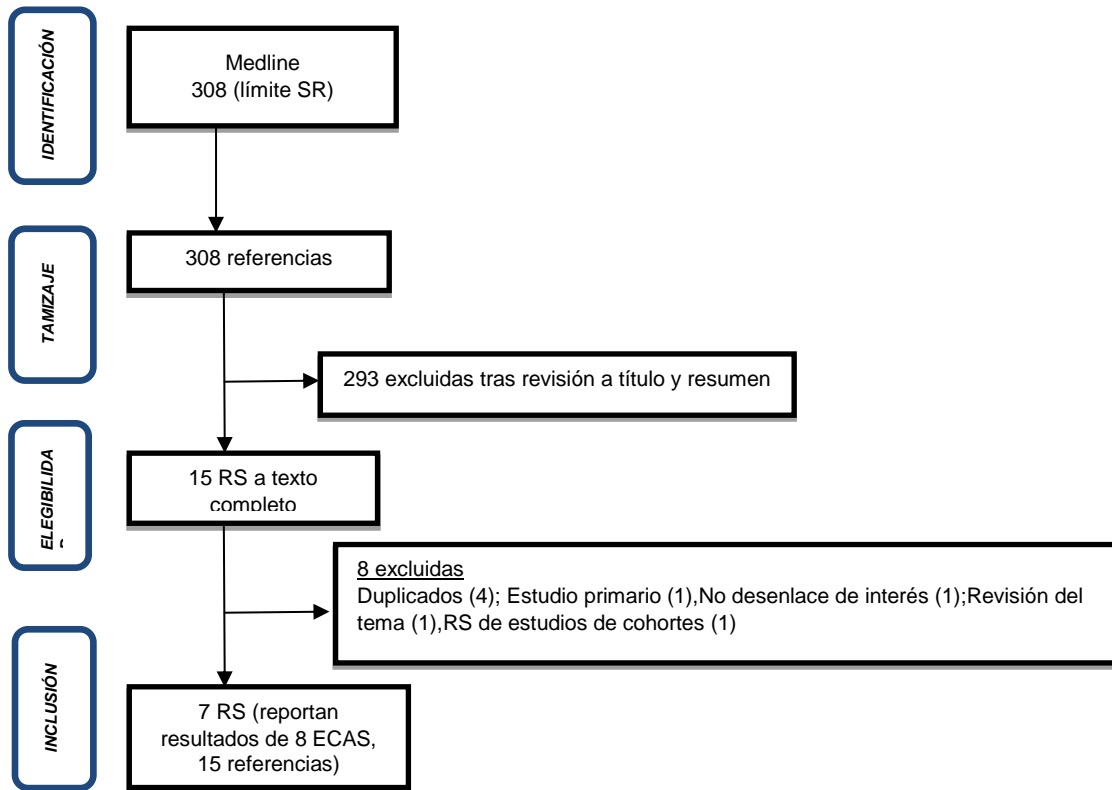 IDENTIFICACIÓN
Medline
308 (límite SR)
TAMIZAJE
308 referencias
293 excluidas tras revisión a título y resumen
ELEGIBILIDA
15 RS a texto
completo
8 excluidas
Duplicados (4); Estudio primario (1),No desenlace de interés (1);Revisión del
tema (1),RS de estudios de cohortes (1)
INCLUSIÓN
7 RS (reportan
resultados de 8 ECAS,
15 referencias)